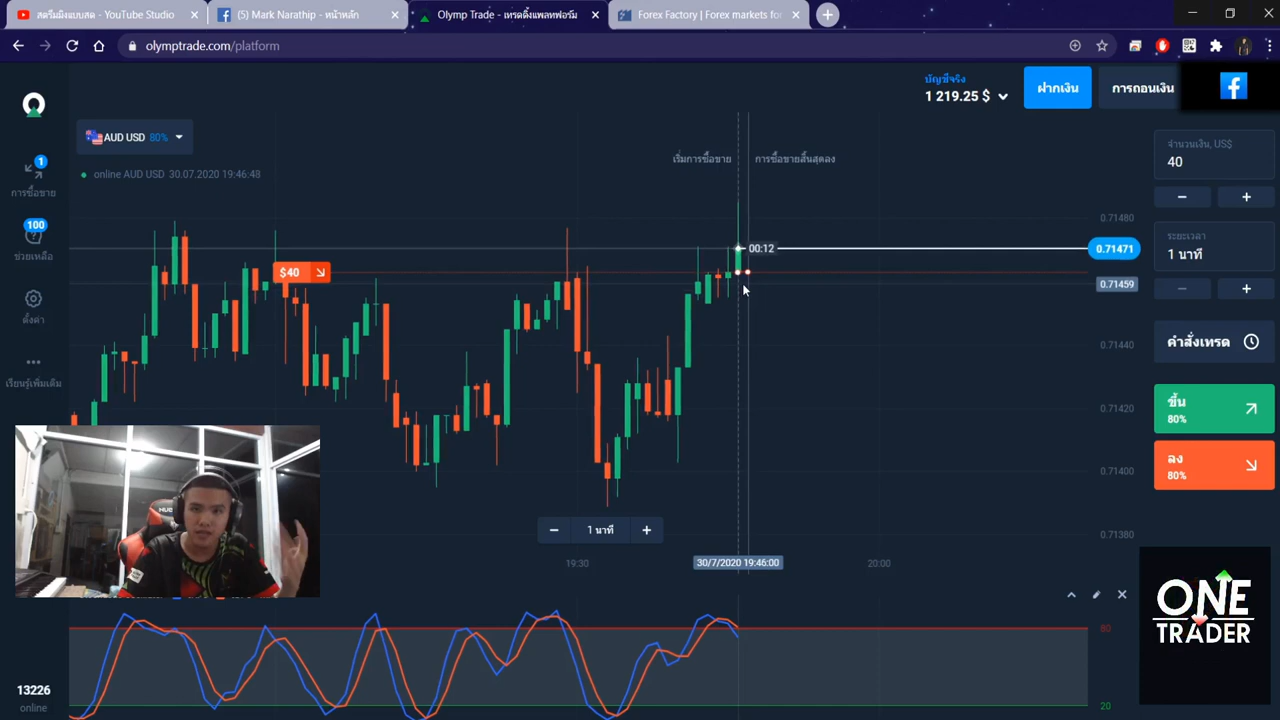 สตรีมมิงแบบสด - YouTube Studio
(5) Mark Narathip - หน้าหลัก
Olymp Trade - เทรดดิ้งแพลทฟอร์ม
Forex Factory | Forex markets for
olymptrade.com/platform
บัญชีจริง
1 219.25 $
ฝากเงิน
การถอนเงิน
AUD USD 80%
online AUD USD 30.07.2020 19:46:48
เริ่มการซื้อขาย
การซื้อขายสิ้นสุดลง
จำนวนเงิน, US$
40
1
การซื้อขาย
100
ช่วยเหลือ
ตั้งค่า
เรียนรู้เพิ่มเติม
$40
00:12
0.71480
0.71471
0.71459
0.71440
0.71420
0.71400
0.71380
ระยะเวลา
1 นาที
คำสั่งเทรด
ขึ้น
80%
ลง
80%
1 นาที
19:30
30/7/2020 19:46:00
20:00
80
20
ONE
TRADER
13226
online